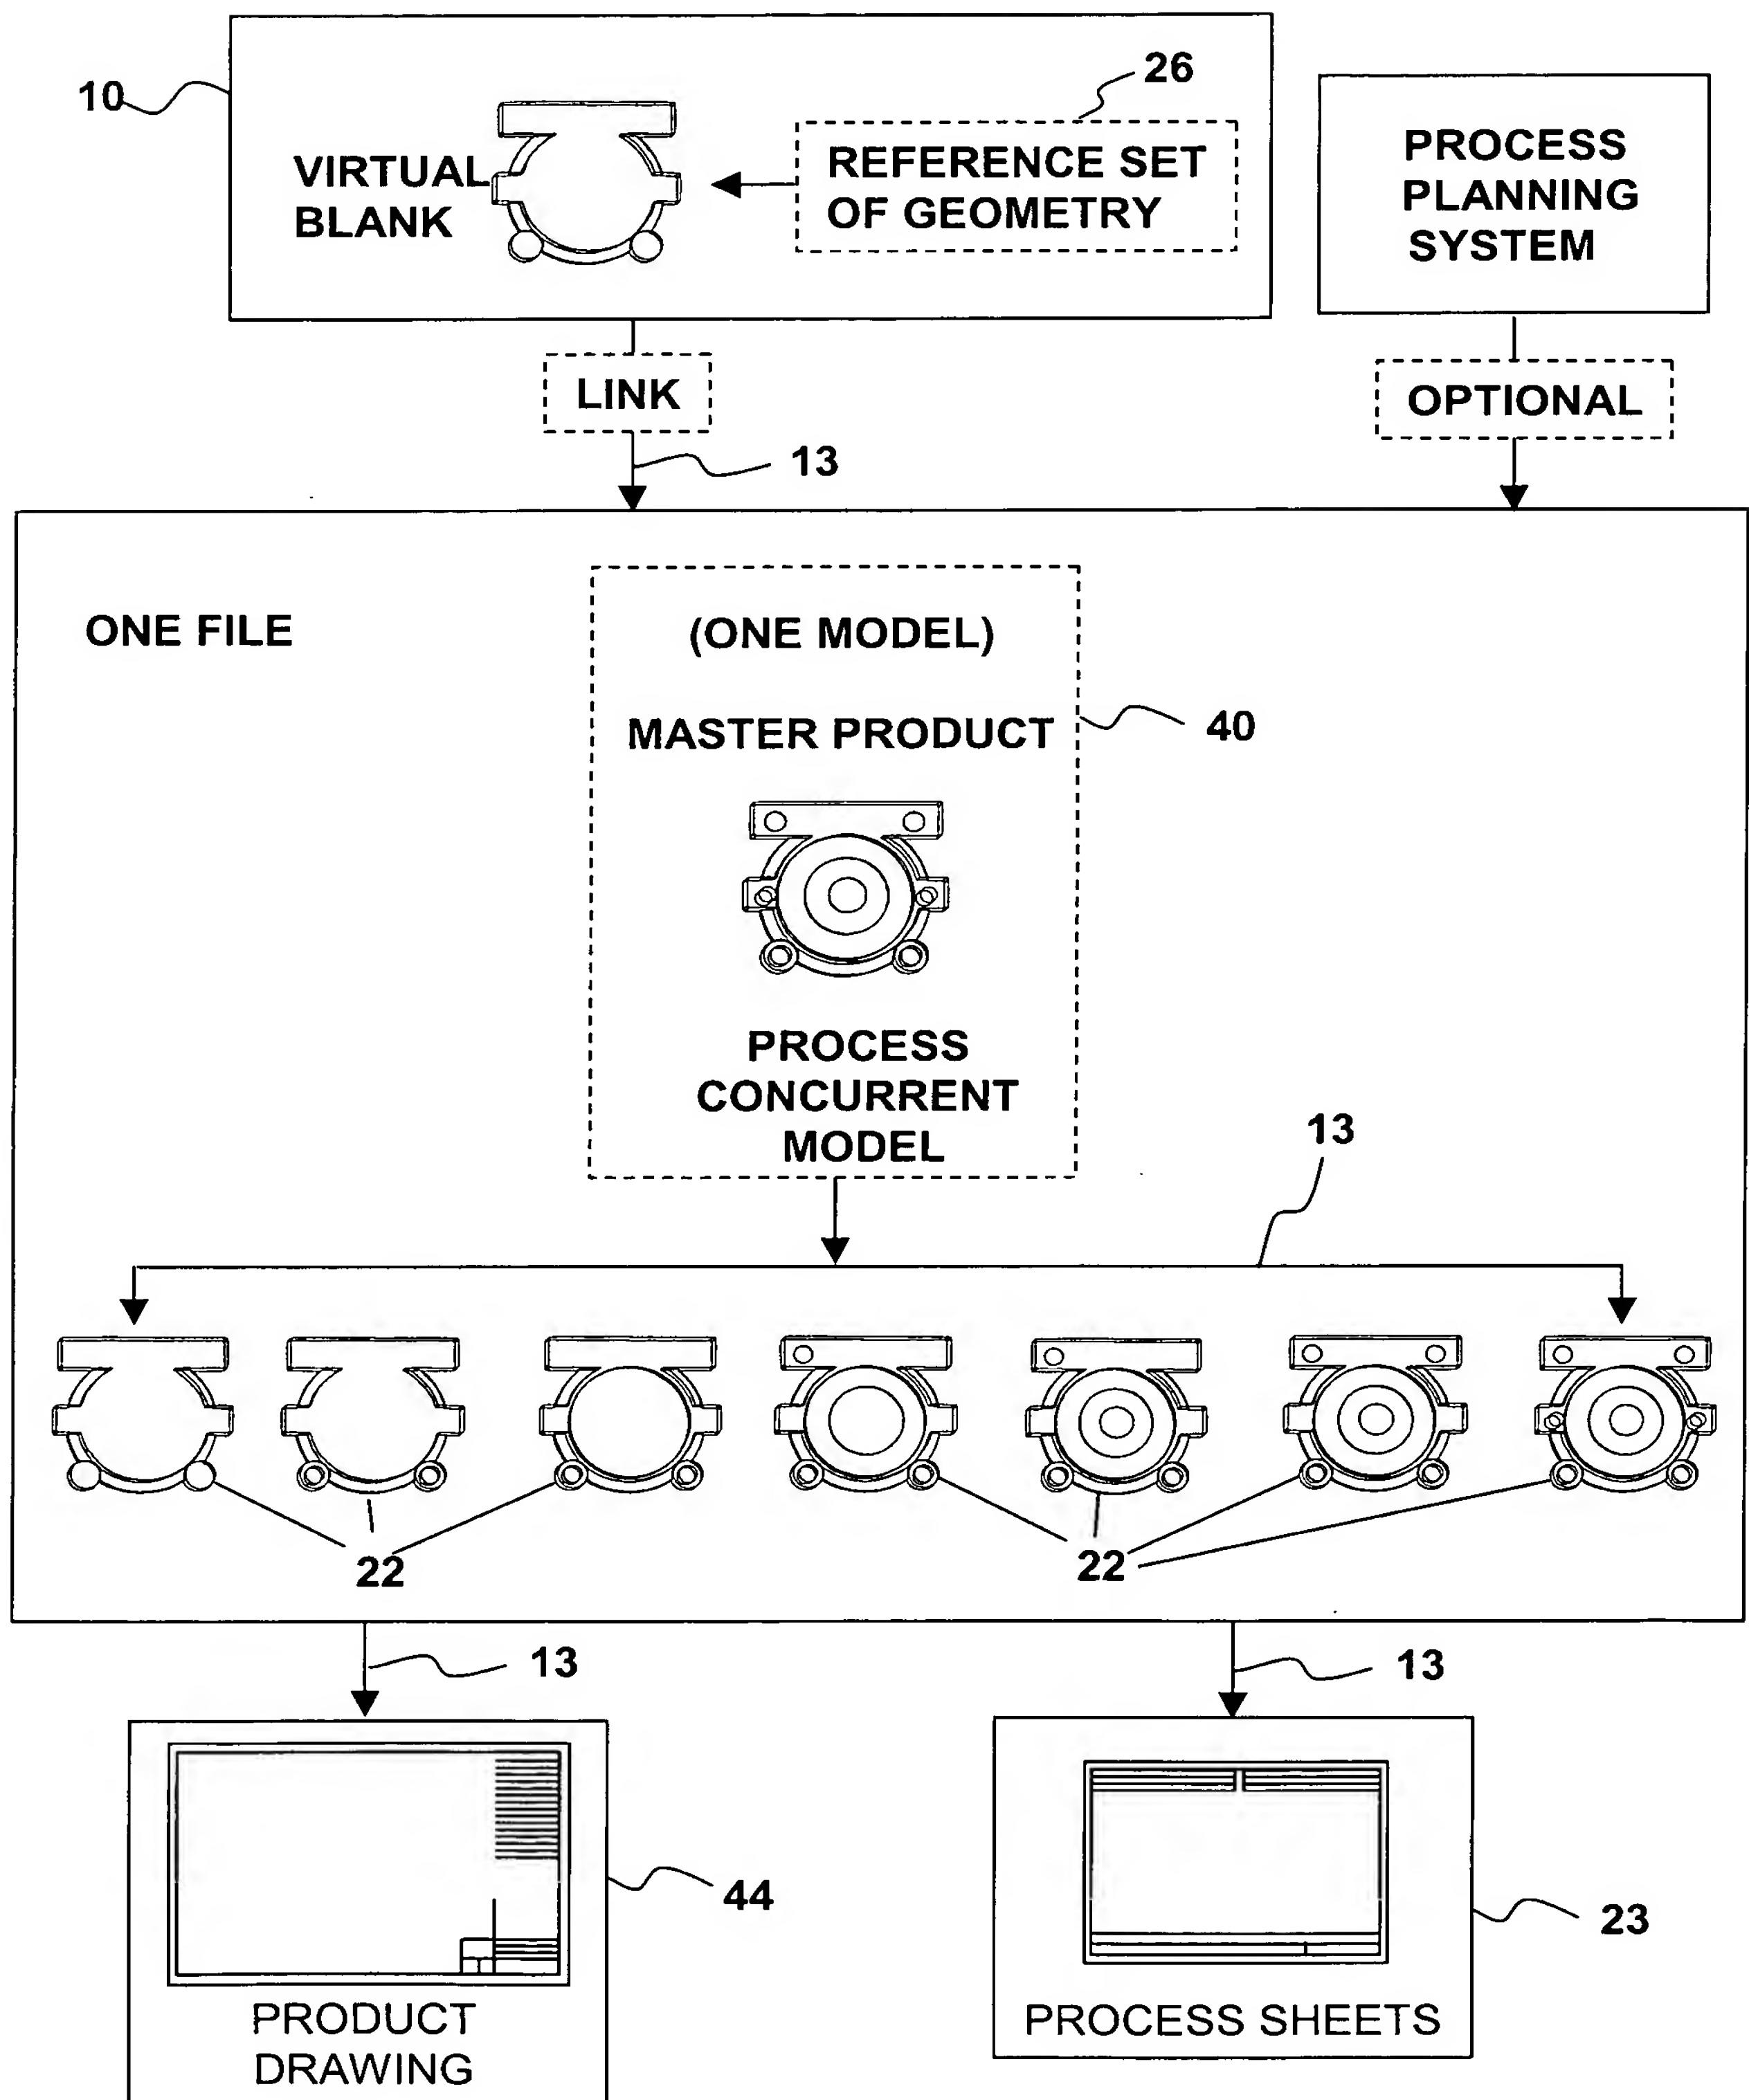 10
VIRTUAL
BLANK
26
REFERENCE SET
OF GEOMETRY
PROCESS
PLANNING
SYSTEM
LINK
OPTIONAL
13
ONE FILE
(ONE MODEL)
MASTER PRODUCT
40
PROCESS
CONCURRENT
MODEL
13
22
22
13
13
44
23
PRODUCT
DRAWING
PROCESS SHEETS